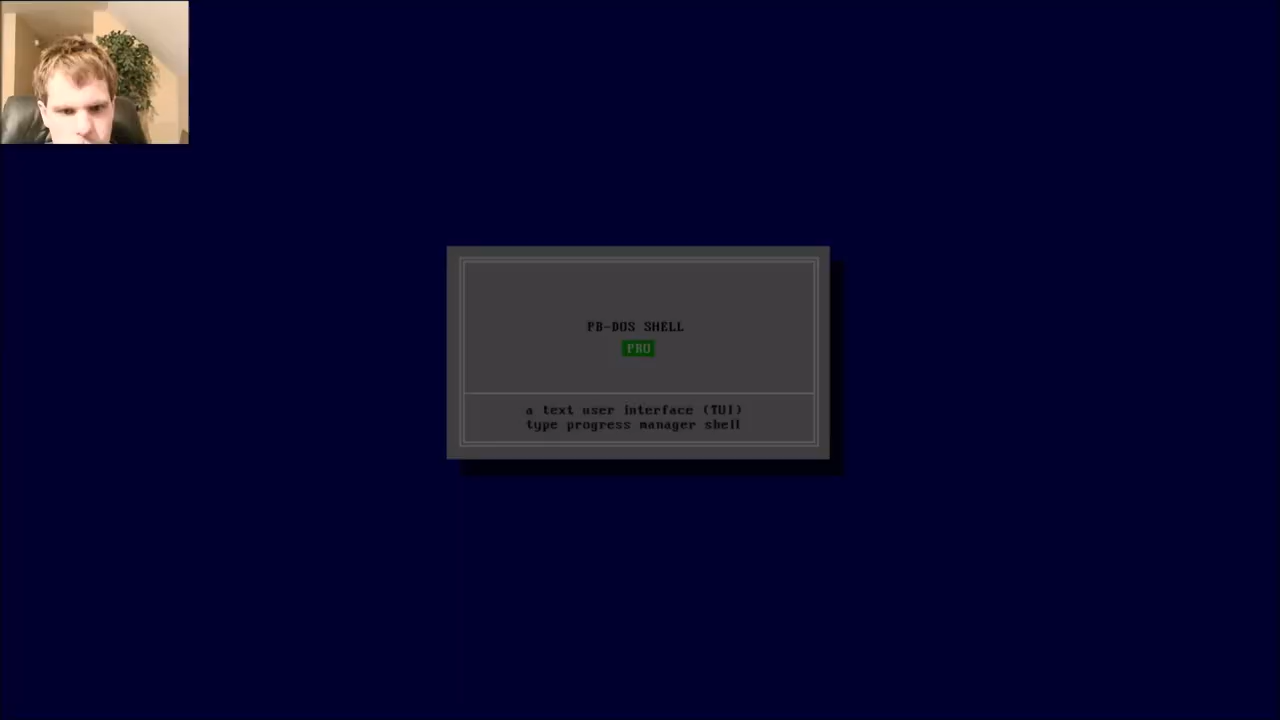 PB-DOS SHELL
PRO
a text user interface (TUI)
type progress manager shell